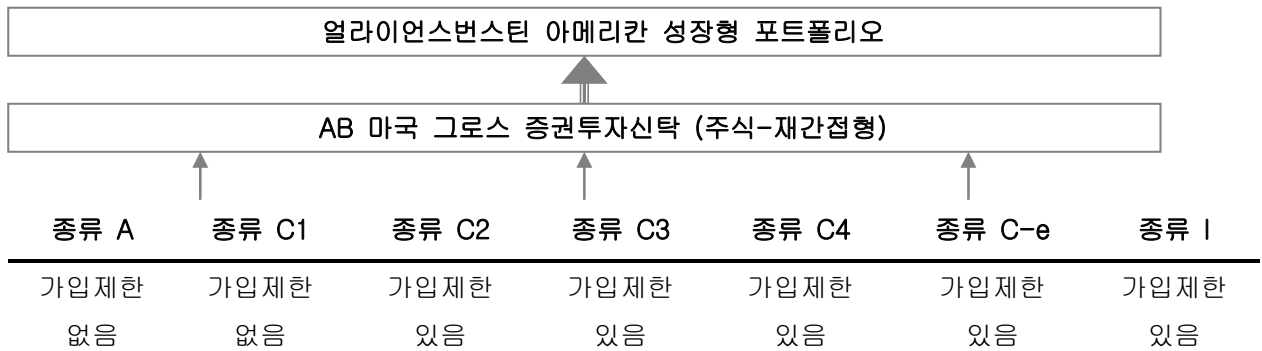 얼라이언스번스틴 아메리칸 성장형 포트폴리오
AB 마국 그로스 증권투자신탁 (주식-재간접형)
종류 A 종류 C1 종류 C2 종류 C3 종류 C4 종류 C-e 종류 I
가입제한 가입제한 가입제한 가입제한 가입제한 가입제한 가입제한
없음 없음 있음 있음 있음 있음 있음